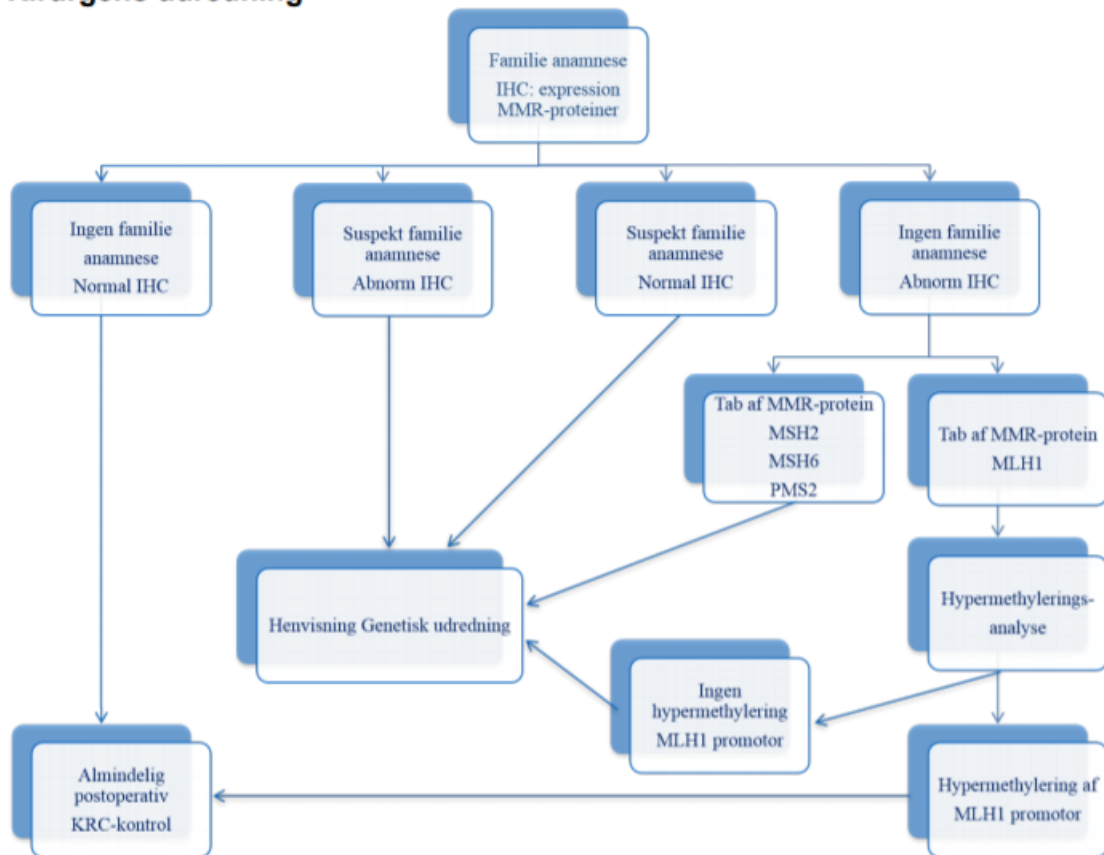 Familie anamnese
IHC: expression
MMR-proteiner
Ingen familie
anamnese
Normal IHC
Suspekt familie
anamnese
Abnorm IHC
Suspekt familie
anamnese
Normal IHC
Ingen familie
anamnese
Abnorm IHC
Tab af MMR-protein
MSH2
MSH6
PMS2
Tab af MMR-protein
MLH1
Henvisning Genetisk udredning
Hypermethylerings-
analyse
Ingen
hypermethylering
MLH1 promotor
Almindelig
postoperativ
KRC-kontrol
Hypermethylering af
MLH1 promotor